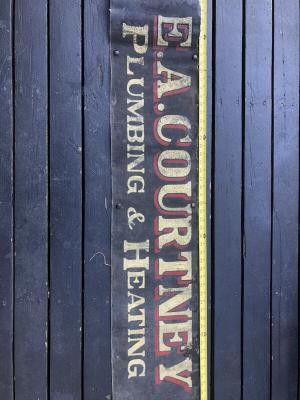 E.A. COURTNEY
PLUMBING & HEATING